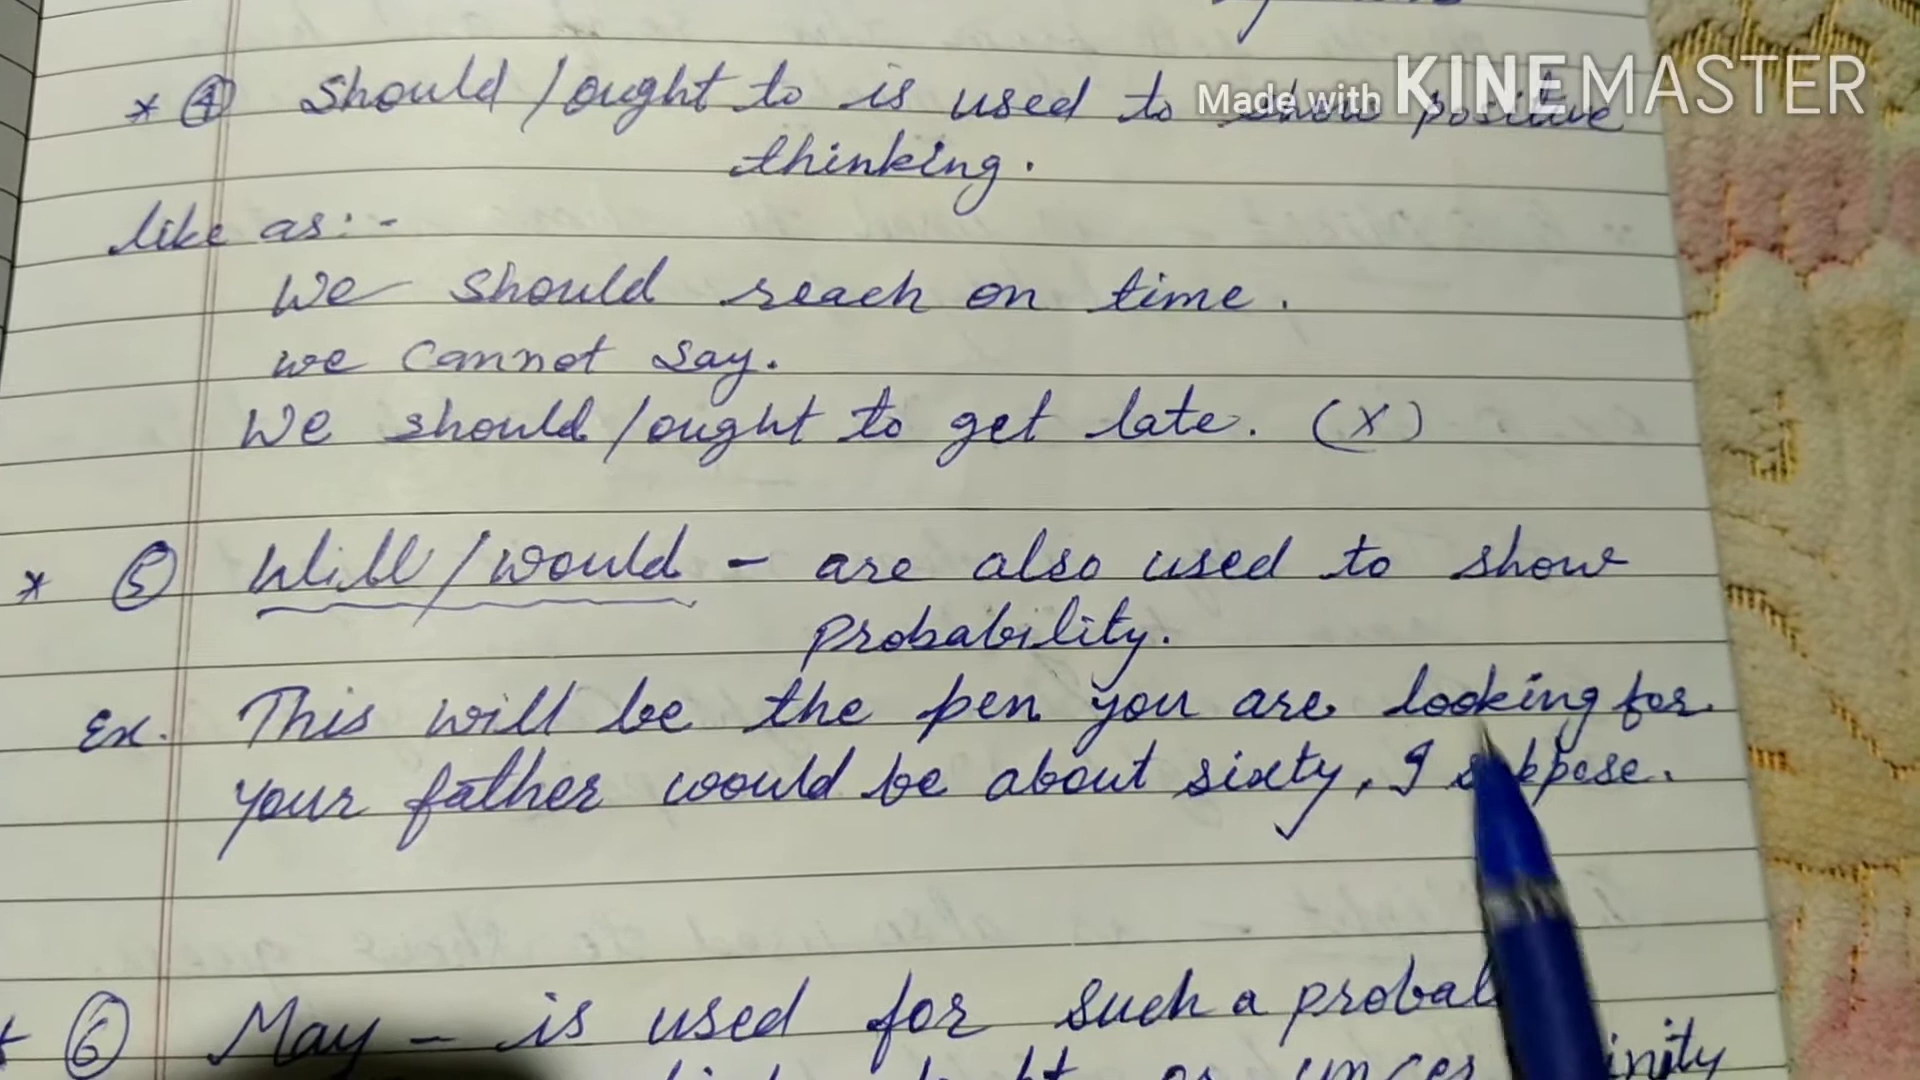 Made with KINEMASTER
* ④ Should / ought to is used to show positive
thinking.
like as:-
We should reach on time.
we cannot say.
We should / ought to get late. (X)
* ⑤ Will / would - are also used to show
probability.
Ex. This will be the pen you are looking for.
your father would be about sixty, I suppose.
⑥ May - is used for such a